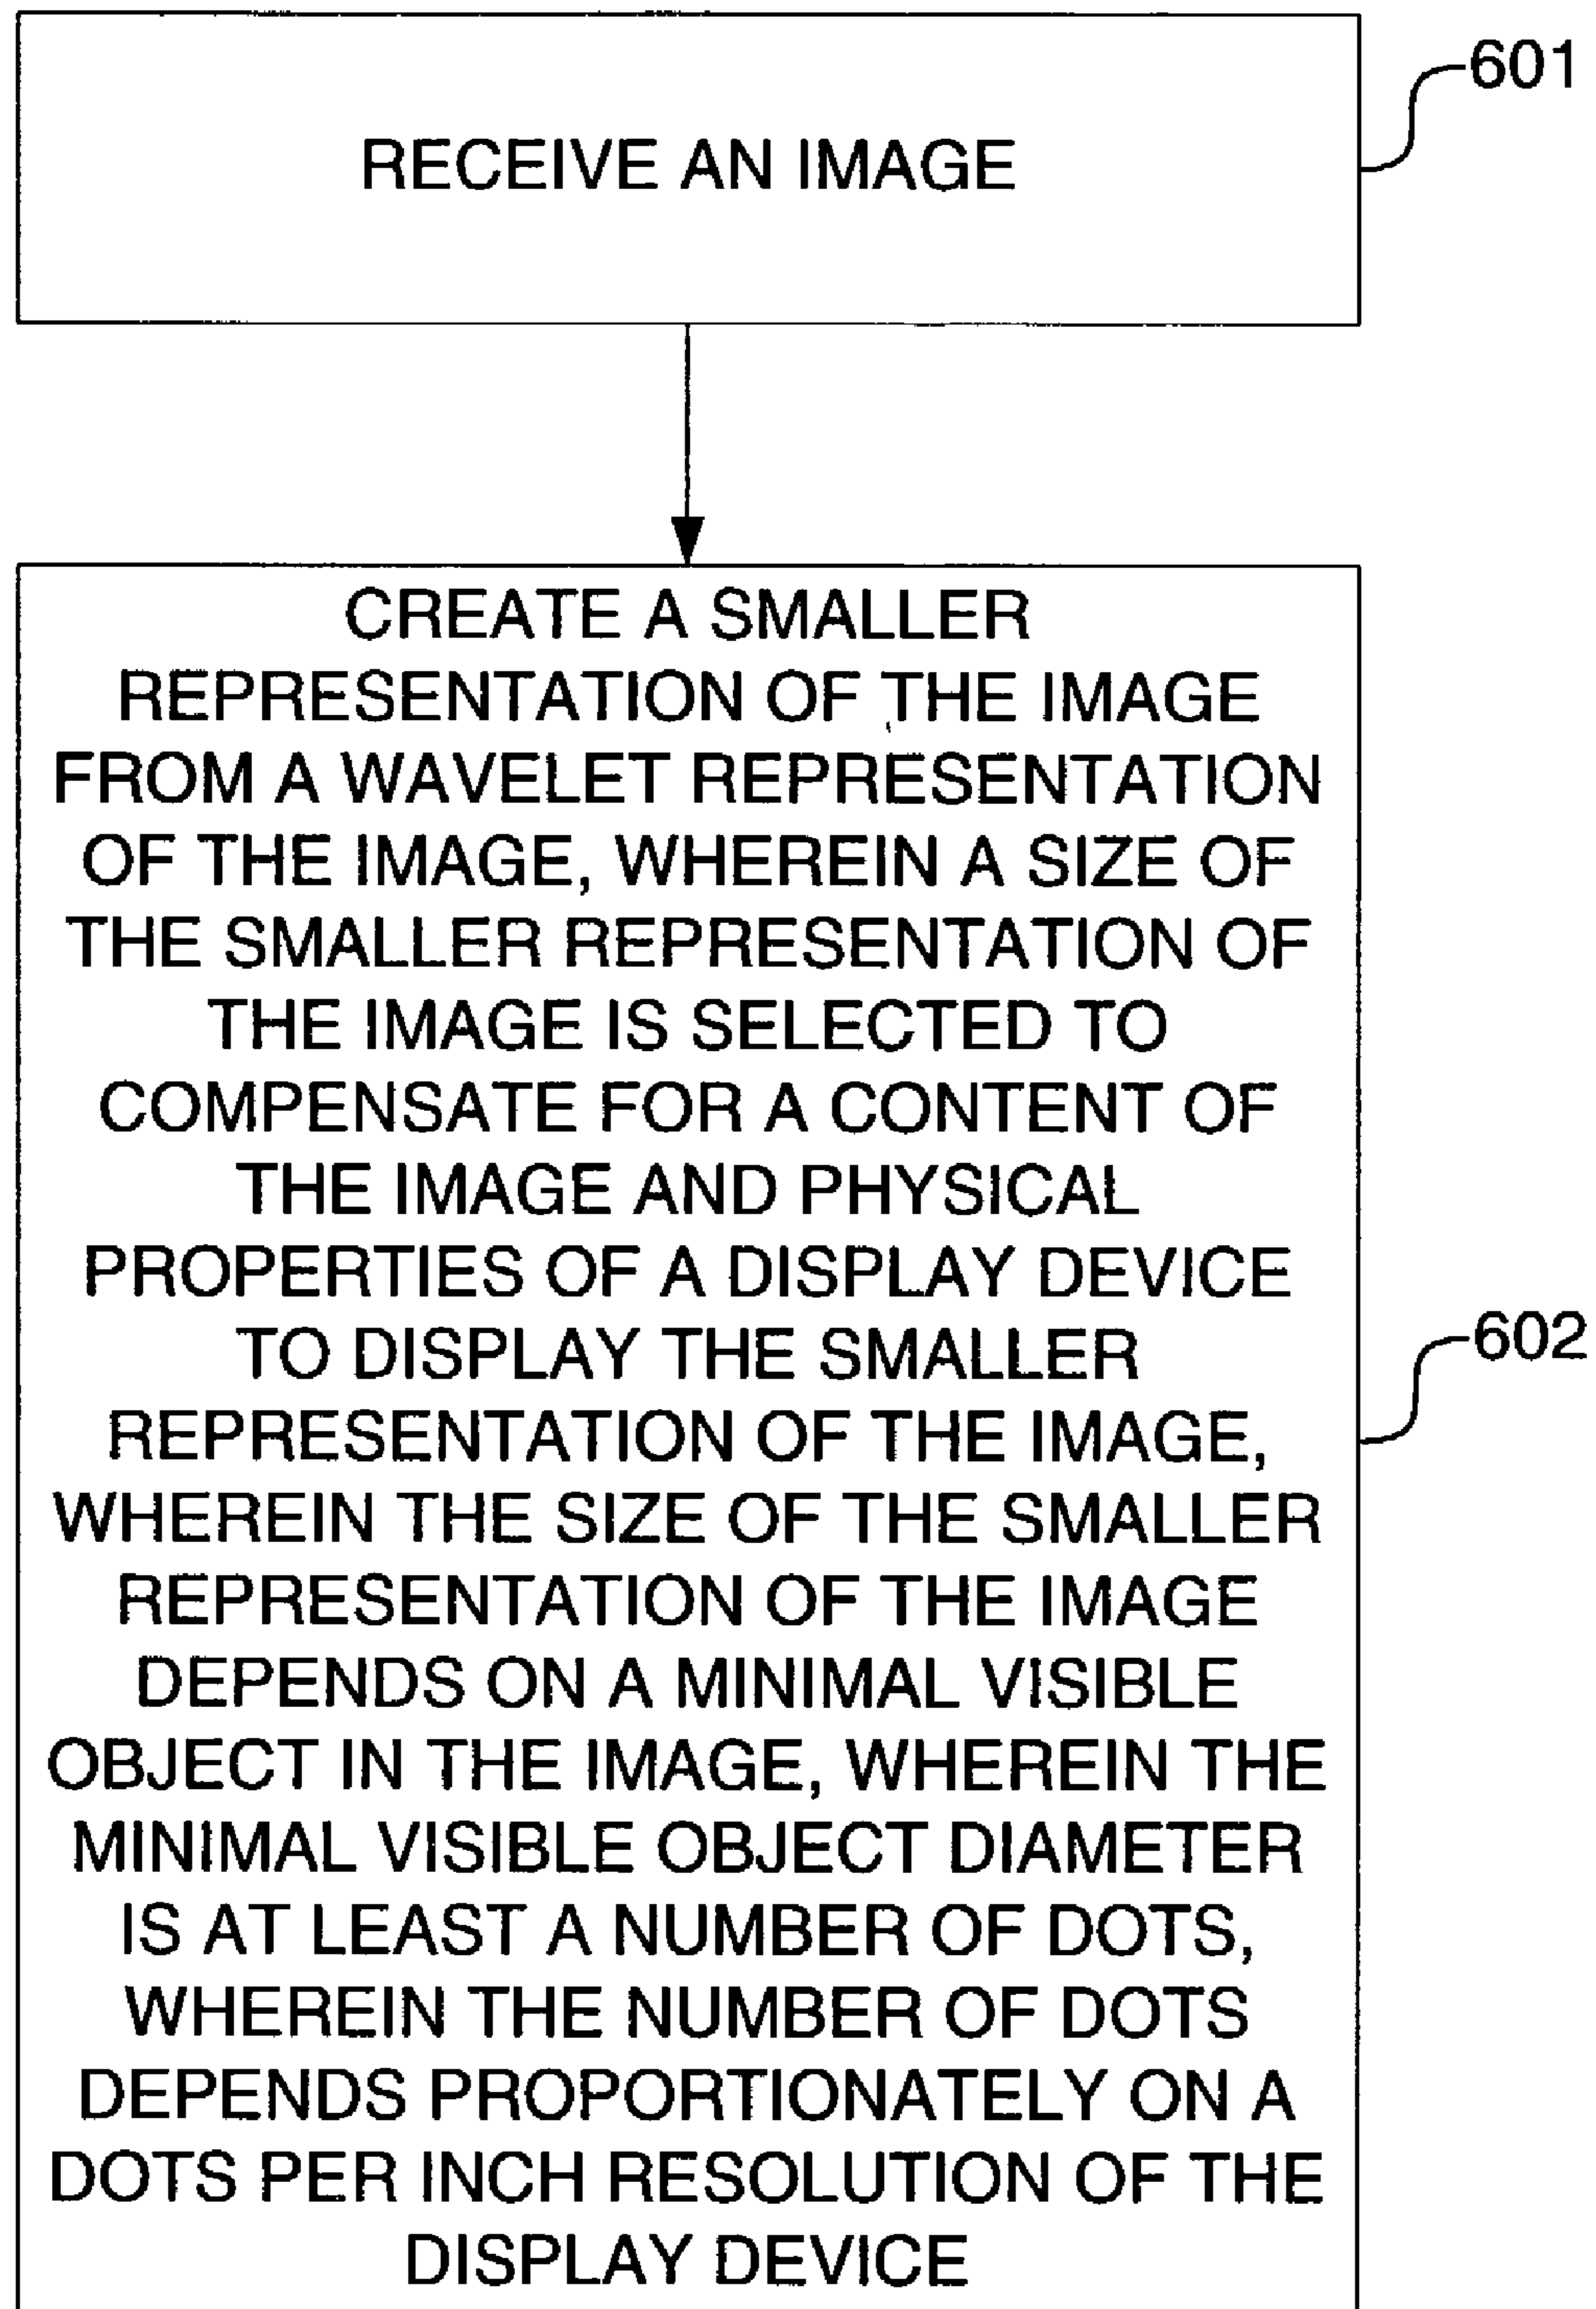 RECEIVE AN IMAGE
601
CREATE A SMALLER
REPRESENTATION OF THE IMAGE
FROM A WAVELET REPRESENTATION
OF THE IMAGE, WHEREIN A SIZE OF
THE SMALLER REPRESENTATION OF
THE IMAGE IS SELECTED TO
COMPENSATE FOR A CONTENT OF
THE IMAGE AND PHYSICAL
PROPERTIES OF A DISPLAY DEVICE
TO DISPLAY THE SMALLER
REPRESENTATION OF THE IMAGE,
WHEREIN THE SIZE OF THE SMALLER
REPRESENTATION OF THE IMAGE
DEPENDS ON A MINIMAL VISIBLE
OBJECT IN THE IMAGE, WHEREIN THE
MINIMAL VISIBLE OBJECT DIAMETER
IS AT LEAST A NUMBER OF DOTS,
WHEREIN THE NUMBER OF DOTS
DEPENDS PROPORTIONATELY ON A
DOTS PER INCH RESOLUTION OF THE
DISPLAY DEVICE
602